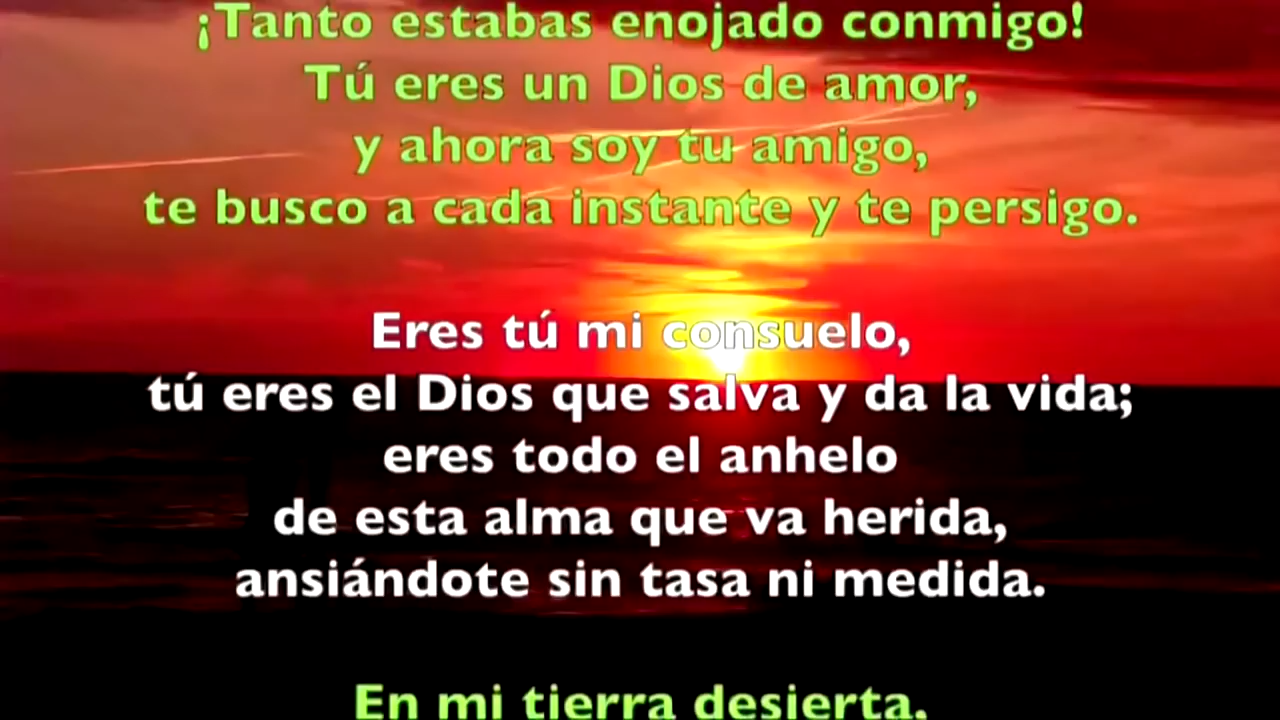 ¡Tanto estabas enojado conmigo!
Tú eres un Dios de amor,
y ahora soy tu amigo,
te busco a cada instante y te persigo.
Eres tú mi consuelo,
tú eres el Dios que salva y da la vida;
eres todo el anhelo
de esta alma que va herida,
ansiándote sin tasa ni medida.
En mi tierra desierta,